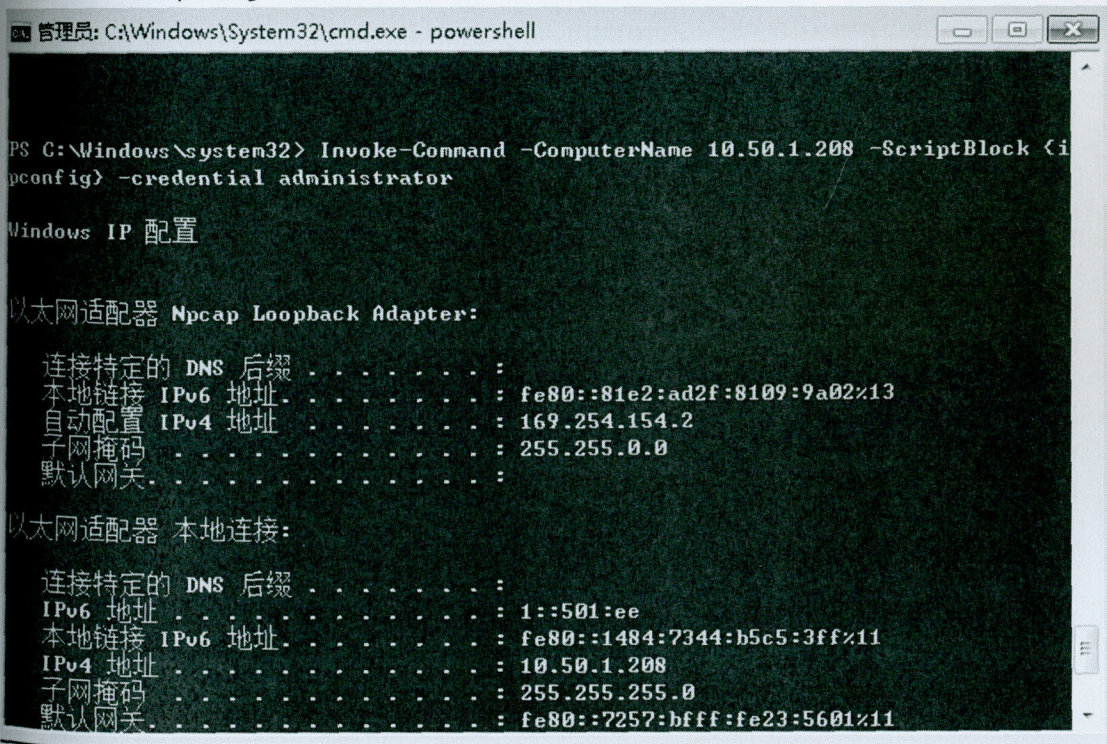 管理员: C:\Windows\System32\cmd.exe - powershell
PS C:\Windows\system32> Invoke-Command -ComputerName 10.50.1.208 -ScriptBlock {i
pconfig} -credential administrator
Windows IP 配置
以太网适配器 Npcap Loopback Adapter:
连接特定的 DNS 后缀 . . . . . . . :
本地链接 IPv6 地址. . . . . . . . : fe80::81e2:ad2f:8109:9a02%13
自动配置 IPv4 地址 . . . . . . . : 169.254.154.2
子网掩码 . . . . . . . . . . . . : 255.255.0.0
默认网关. . . . . . . . . . . . . :
以太网适配器 本地连接:
连接特定的 DNS 后缀 . . . . . . . :
IPv6 地址 . . . . . . . . . . . . : 1::501:ee
本地链接 IPv6 地址. . . . . . . . : fe80::1484:7344:b5c5:3ff%11
IPv4 地址 . . . . . . . . . . . . : 10.50.1.208
子网掩码 . . . . . . . . . . . . : 255.255.255.0
默认网关. . . . . . . . . . . . . : fe80::7257:bfff:fe23:5601%11